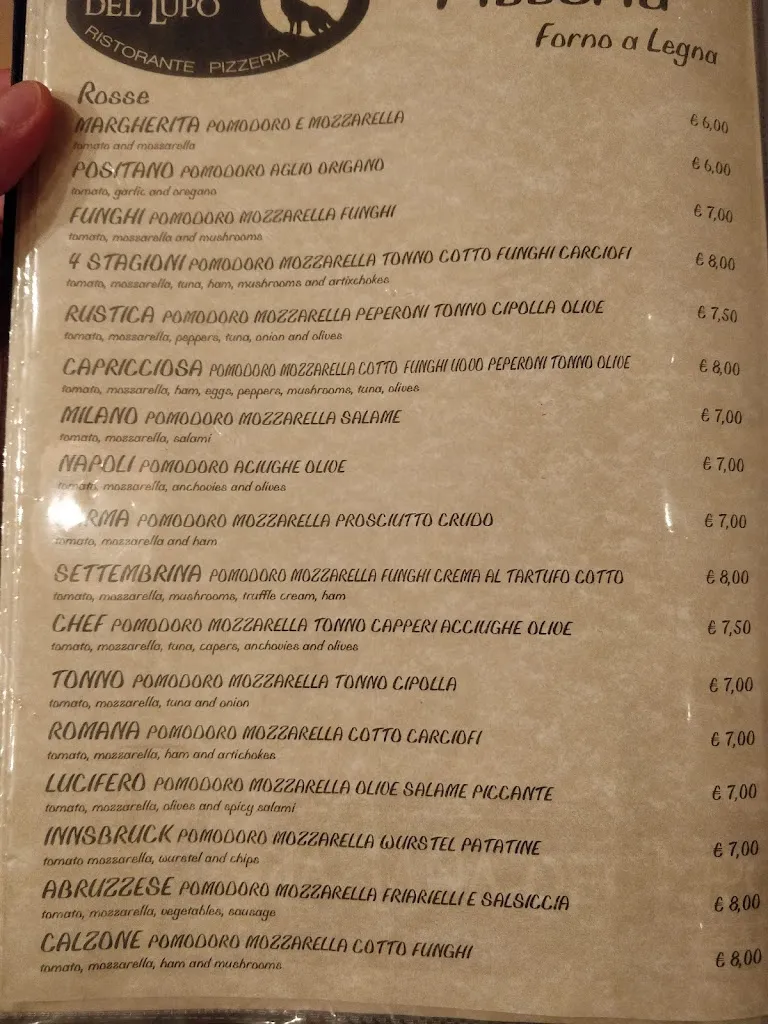 DEL LUPO
RISTORANTE PIZZERIA
Forno a Legna
Rosse
MARGHERITA POMODORO E MOZZARELLA € 6,00
tomato and mozzarella
POSITANO POMODORO AGLIO ORIGANO € 6,00
tomato, garlic and oregano
FUNGHI POMODORO MOZZARELLA FUNGHI € 7,00
tomato, mozzarella and mushrooms
4 STAGIONI POMODORO MOZZARELLA TONNO COTTO FUNGHI CARCIOFI € 8,00
tomato, mozzarella, tuna, ham, mushrooms and artixchokes
RUSTICA POMODORO MOZZARELLA PEPERONI TONNO CIPOLLA OLIVE € 7,50
tomato, mozzarella, peppers, tuna, onion and olives
CAPRICCIOSA POMODORO MOZZARELLA COTTO FUNGHI UOVO PEPERONI TONNO OLIVE € 8,00
tomato, mozzarella, ham, eggs, peppers, mushrooms, tuna, olives
MILANO POMODORO MOZZARELLA SALAME € 7,00
tomato, mozzarella, salami
NAPOLI POMODORO ACIUGHE OLIVE € 7,00
tomato, mozzarella, anchovies and olives
PARMA POMODORO MOZZARELLA PROSCIUTTO CRUDO € 7,00
tomato, mozzarella and ham
SETTEMBRINA POMODORO MOZZARELLA FUNGHI CREMA AL TARTUFO COTTO € 8,00
tomato, mozzarella, mushrooms, truffle cream, ham
CHEF POMODORO MOZZARELLA TONNO CAPPERI ACCIUGHE OLIVE € 7,50
tomato, mozzarella, tuna, capers, anchovies and olives
TONNO POMODORO MOZZARELLA TONNO CIPOLLA € 7,00
tomato, mozzarella, tuna and onion
ROMANA POMODORO MOZZARELLA COTTO CARCIOFI € 7,00
tomato, mozzarella, ham and artichokes
LUCIFERO POMODORO MOZZARELLA OLIVE SALAME PICCANTE € 7,00
tomato, mozzarella, olives and spicy salami
INNSBRUCK POMODORO MOZZARELLA WURSTEL PATATINE € 7,00
tomato mozzarella, wurstel and chips
ABRUZZESE POMODORO MOZZARELLA FRIARIELLI E SALSICCIA € 8,00
tomato, mozzarella, vegetables, sausage
CALZONE POMODORO MOZZARELLA COTTO FUNGHI € 8,00
tomato, mozzarella, ham and mushrooms